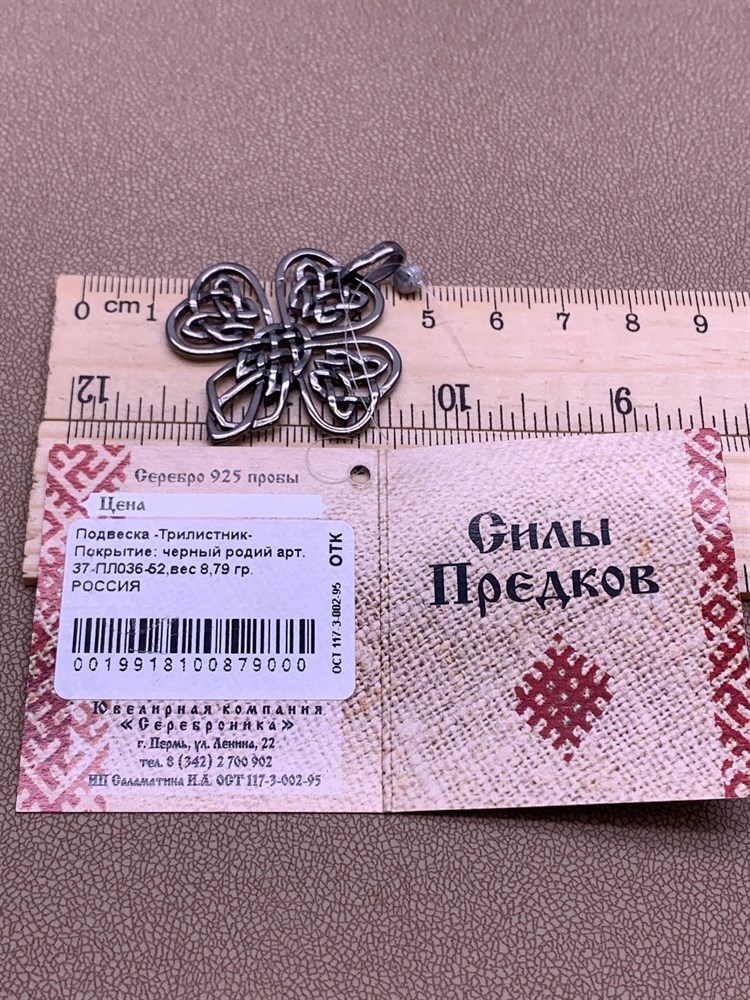 0 cm 1
5 6 7 8 9
12 10 9
Серебро 925 пробы
Цена
Подвеска -Трилистник-
Покрытие: черный родий арт.
37-ПЛ036-52,вес 8,79 гр.
РОССИЯ
0019918100879000
ОСТ 117-3-002-95 ОТК
Ювелирная компания
«Сереброника»
г. Пермь, ул. Ленина, 22
тел. 8 (342) 2 700 902
ИП Саламатина И.А. ОСТ 117-3-002-95
Силы
Предков